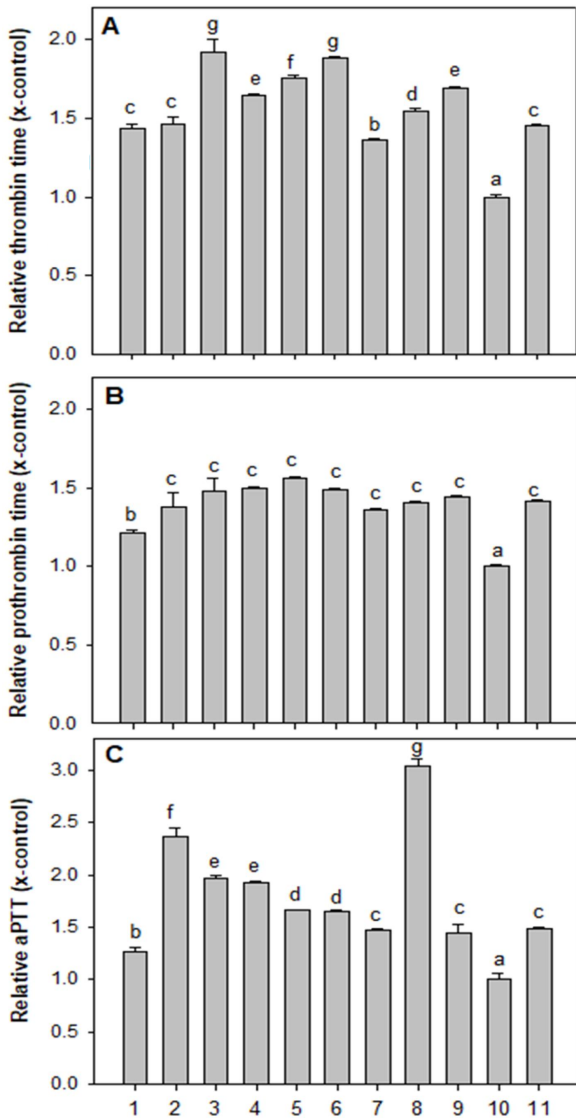 A
Relative thrombin time (x-control)
2.0
1.5
1.0
0.5
0.0
c c g e f g b d e a c
B
Relative prothrombin time (x-control)
2.0
1.5
1.0
0.5
0.0
b c c c c c c c c a c
C
Relative aPTT (x-control)
3.0
2.5
2.0
1.5
1.0
0.5
0.0
b f e e d d c g c a c
1 2 3 4 5 6 7 8 9 10 11